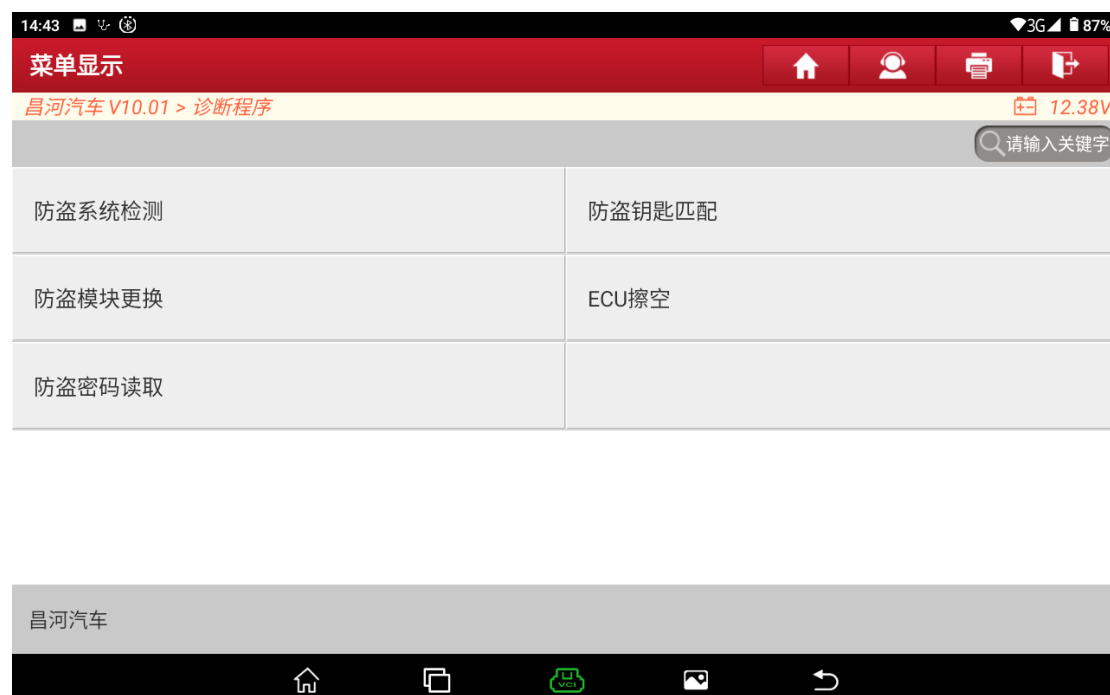 14:43 3G 87%
菜单显示
昌河汽车 V10.01 > 诊断程序 12.38V
请输入关键字
防盗系统检测 防盗钥匙匹配
防盗模块更换 ECU擦空
防盗密码读取
昌河汽车
VCI